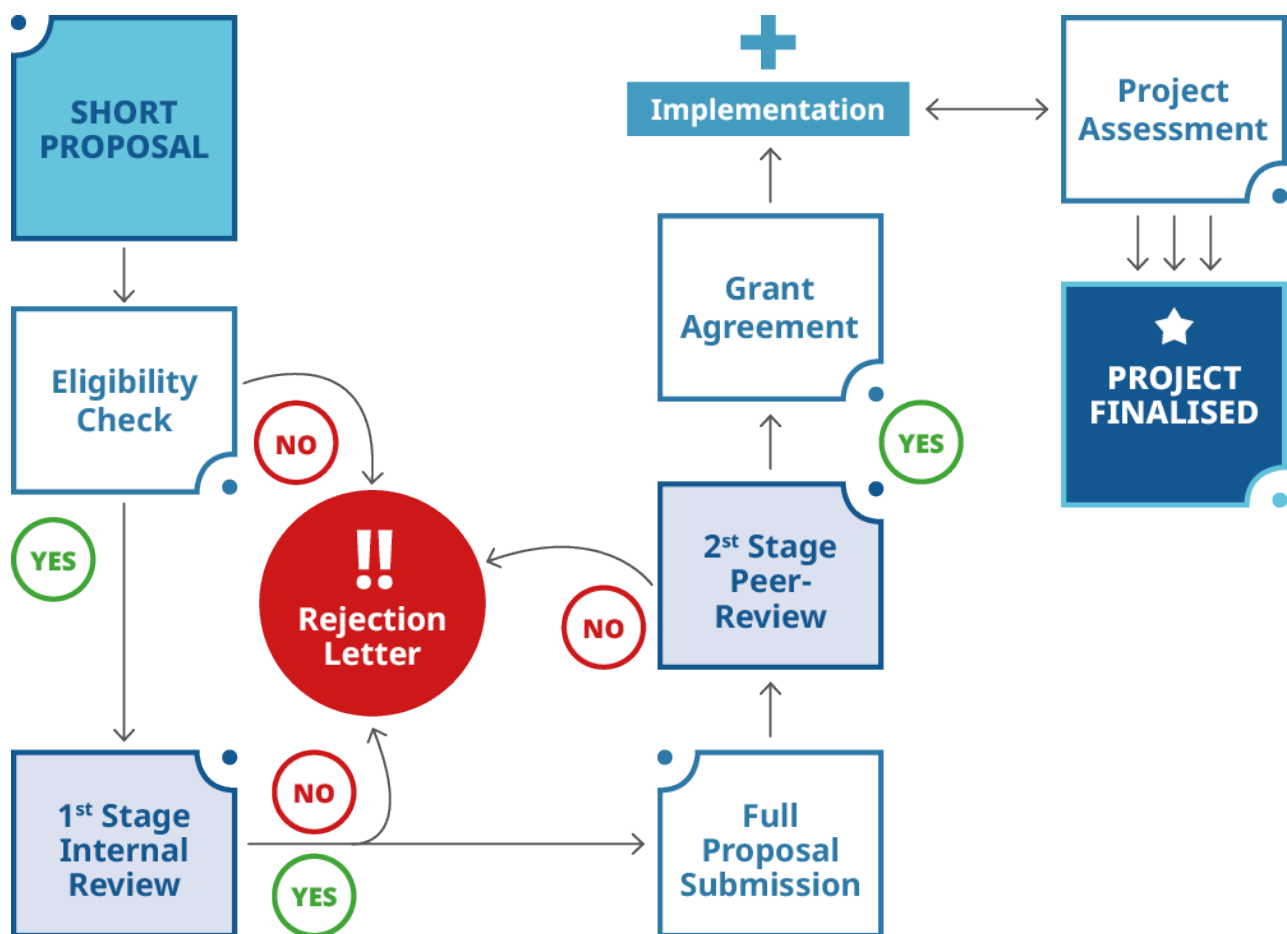 SHORT
PROPOSAL
Eligibility
Check
NO
YES
!!
Rejection
Letter
1st Stage
Internal
Review
NO
YES
Full
Proposal
Submission
2st Stage
Peer-
Review
NO
YES
Grant
Agreement
Implementation
Project
Assessment
PROJECT
FINALISED